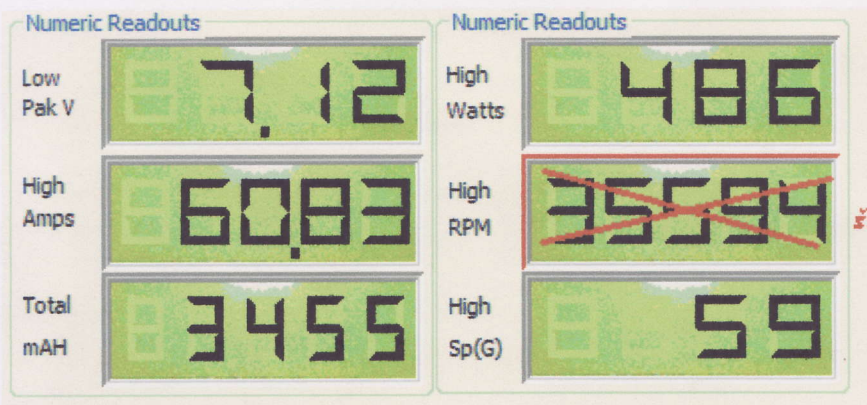 Numeric Readouts
Low
Pak V
7.12
High
Amps
60.83
Total
mAH
3455
Numeric Readouts
High
Watts
486
High
RPM
35594
High
Sp(G)
59